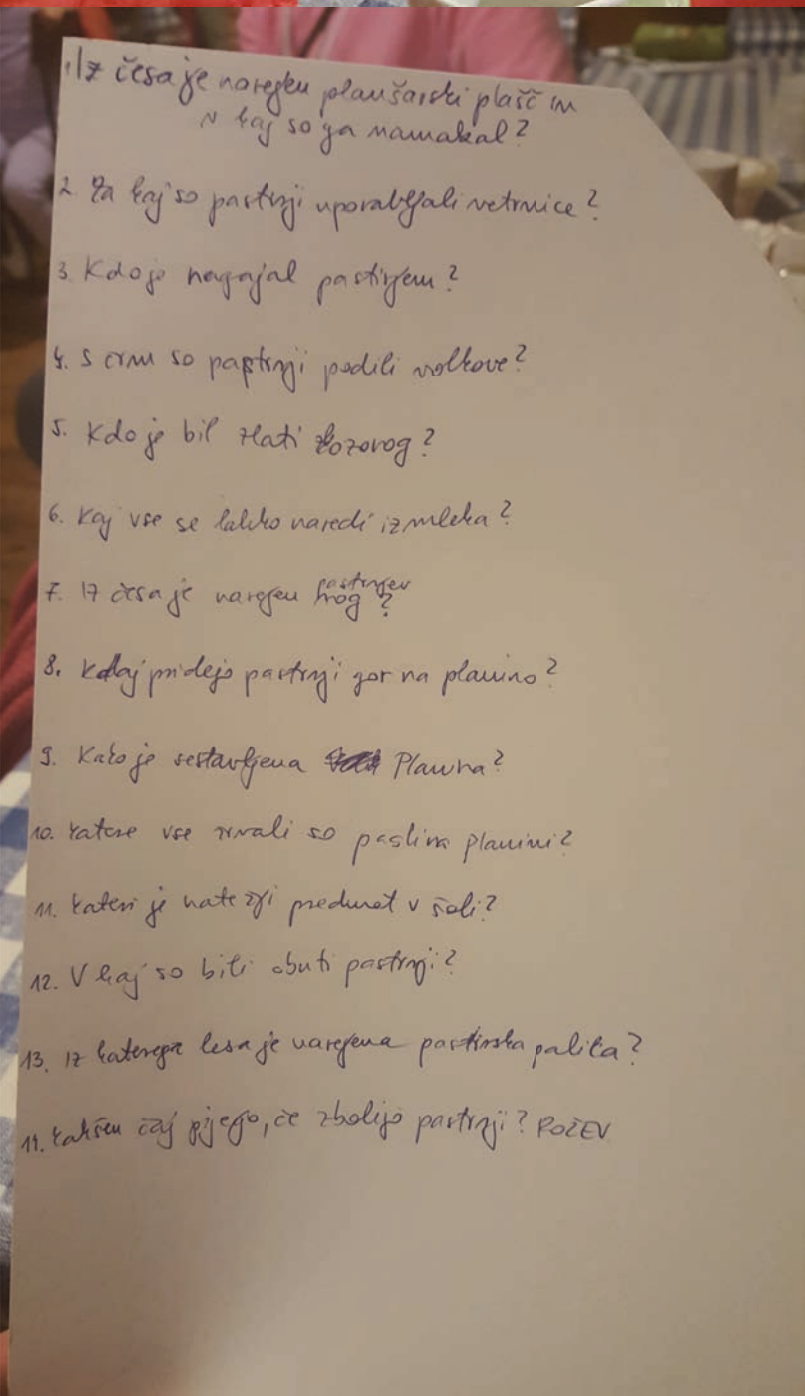 1. Iz česa je narejen planšarski plašč in
v kaj so ga namakal?
2. Za kaj so pastirji uporabljali vetrnice?
3. Kdo je nagajal pastirjem?
4. S čim so pastirji podili volkove?
5. Kdo je bil zlati zlozorog?
6. Kaj vse se lahko naredi iz mleka?
7. Iz česa je narejen pastirjev
rog?
8. Kdaj pridejo pastirji gor na planino?
9. Kako je sestavljena Planina?
10. Katere vse živali so pasli na planini?
11. Kateri je natežji predmet v šoli?
12. V kaj so bili obuti pastirji?
13. Iz katerega lesa je narejena pastirska palica?
14. Kakšen čaj pijejo, če zbolijo pastirji? ROŽEV